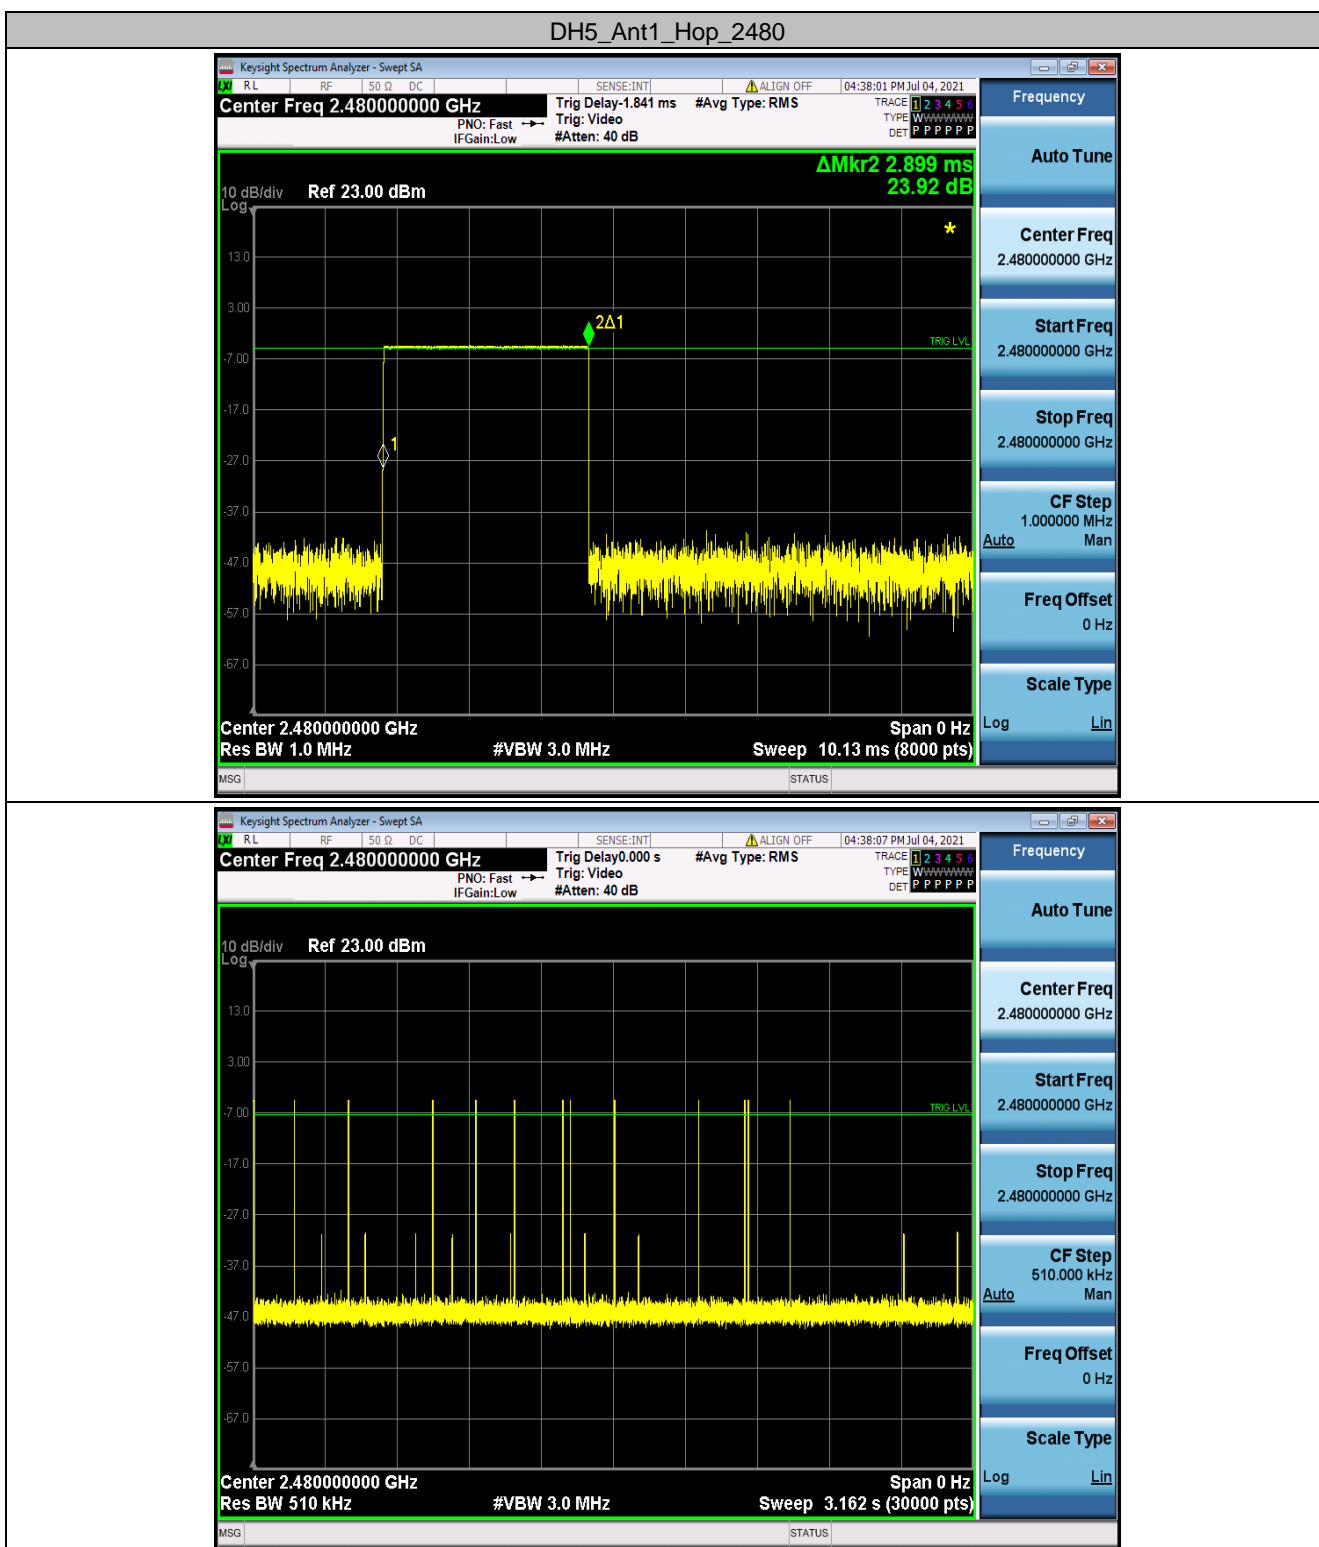 DH5_Ant1_Hop_2480
Keysight Spectrum Analyzer - Swept SA
LXI RL RF 50 Ω DC SENSE:INT ALIGN OFF 04:38:01 PM Jul 04, 2021
Center Freq 2.480000000 GHz
Trig Delay-1.841 ms #Avg Type: RMS
TRACE 1 2 3 4 5 6
PNO: Fast Trig: Video
TYPE WWWWWW
IFGain:Low #Atten: 40 dB
DET P P P P P P
Frequency
ΔMkr2 2.899 ms
23.92 dB
10 dB/div Ref 23.00 dBm
Log
*
13.0
3.00
2Δ1
TRIG LVL
-7.00
-17.0
1
-27.0
-37.0
-47.0
-57.0
-67.0
Center 2.480000000 GHz Span 0 Hz
Res BW 1.0 MHz #VBW 3.0 MHz Sweep 10.13 ms (8000 pts)
MSG STATUS
Auto Tune
Center Freq
2.480000000 GHz
Start Freq
2.480000000 GHz
Stop Freq
2.480000000 GHz
CF Step
1.000000 MHz
Auto Man
Freq Offset
0 Hz
Scale Type
Log Lin
Keysight Spectrum Analyzer - Swept SA
LXI RL RF 50 Ω DC SENSE:INT ALIGN OFF 04:38:07 PM Jul 04, 2021
Center Freq 2.480000000 GHz
Trig Delay0.000 s #Avg Type: RMS
TRACE 1 2 3 4 5 6
PNO: Fast Trig: Video
TYPE WWWWWW
IFGain:Low #Atten: 40 dB
DET P P P P P P
Frequency
10 dB/div Ref 23.00 dBm
Log
13.0
3.00
-7.00
TRIG LVL
-17.0
-27.0
-37.0
-47.0
-57.0
-67.0
Center 2.480000000 GHz Span 0 Hz
Res BW 510 kHz #VBW 3.0 MHz Sweep 3.162 s (30000 pts)
MSG STATUS
Auto Tune
Center Freq
2.480000000 GHz
Start Freq
2.480000000 GHz
Stop Freq
2.480000000 GHz
CF Step
510.000 kHz
Auto Man
Freq Offset
0 Hz
Scale Type
Log Lin